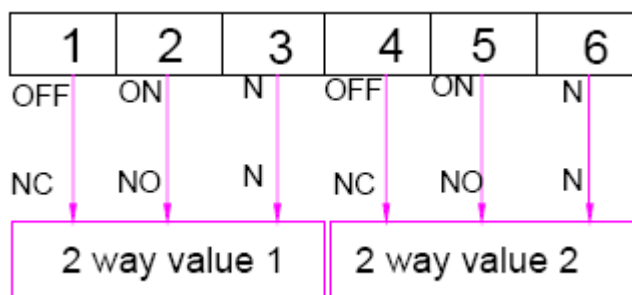 1 2 3 4 5 6
OFF ON N OFF ON N
NC NO N NC NO N
2 way value 1 2 way value 2